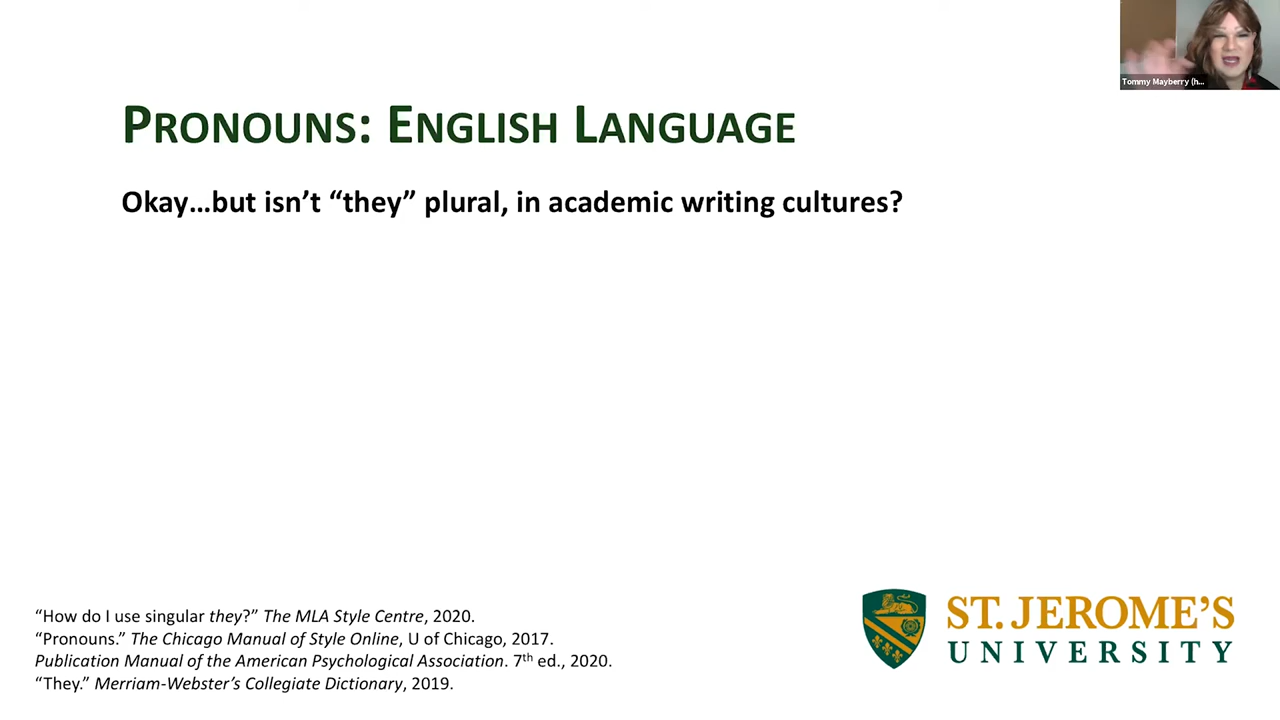 Tommy Mayberry (h...
PRONOUNS: ENGLISH LANGUAGE
Okay…but isn’t “they” plural, in academic writing cultures?
“How do I use singular they?” The MLA Style Centre, 2020.
“Pronouns.” The Chicago Manual of Style Online, U of Chicago, 2017.
Publication Manual of the American Psychological Association. 7th ed., 2020.
“They.” Merriam-Webster’s Collegiate Dictionary, 2019.
ST. JEROME’S
UNIVERSITY